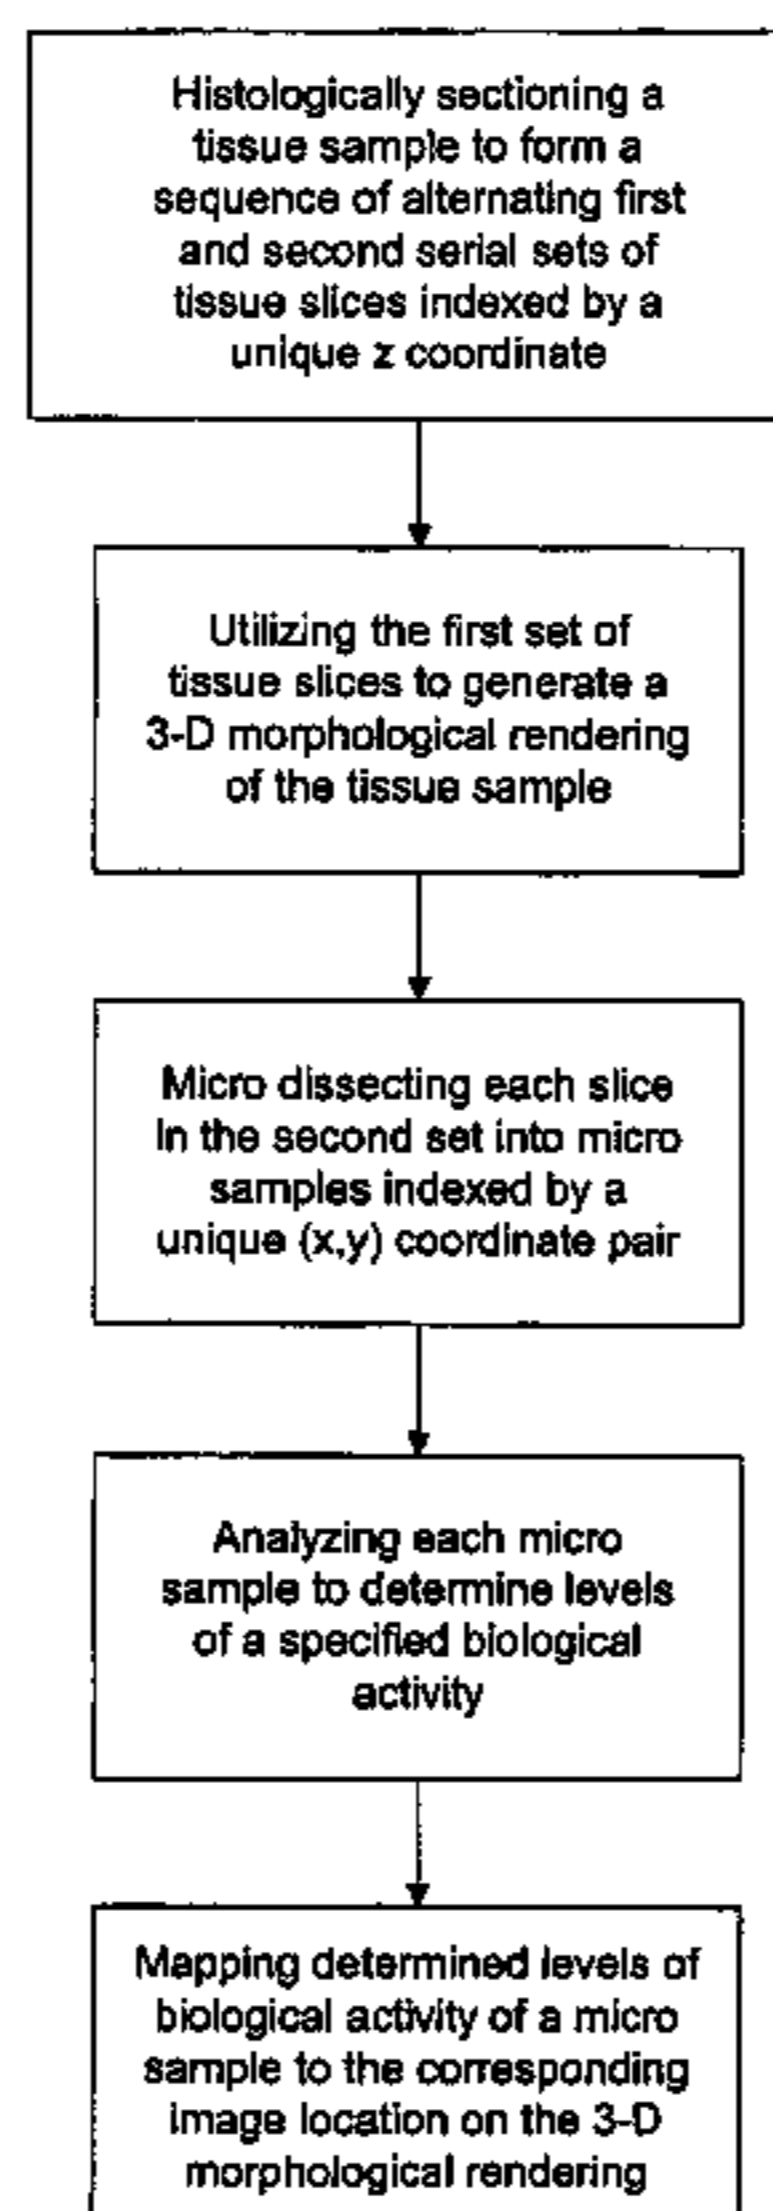 Histologically sectioning a
tissue sample to form a
sequence of alternating first
and second serial sets of
tissue slices indexed by a
unique z coordinate
Utilizing the first set of
tissue slices to generate a
3-D morphological rendering
of the tissue sample
Micro dissecting each slice
In the second set into micro
samples indexed by a
unique (x,y) coordinate pair
Analyzing each micro
sample to determine levels
of a specified biological
activity
Mapping determined levels of
biological activity of a micro
sample to the corresponding
image location on the 3-D
morphological rendering